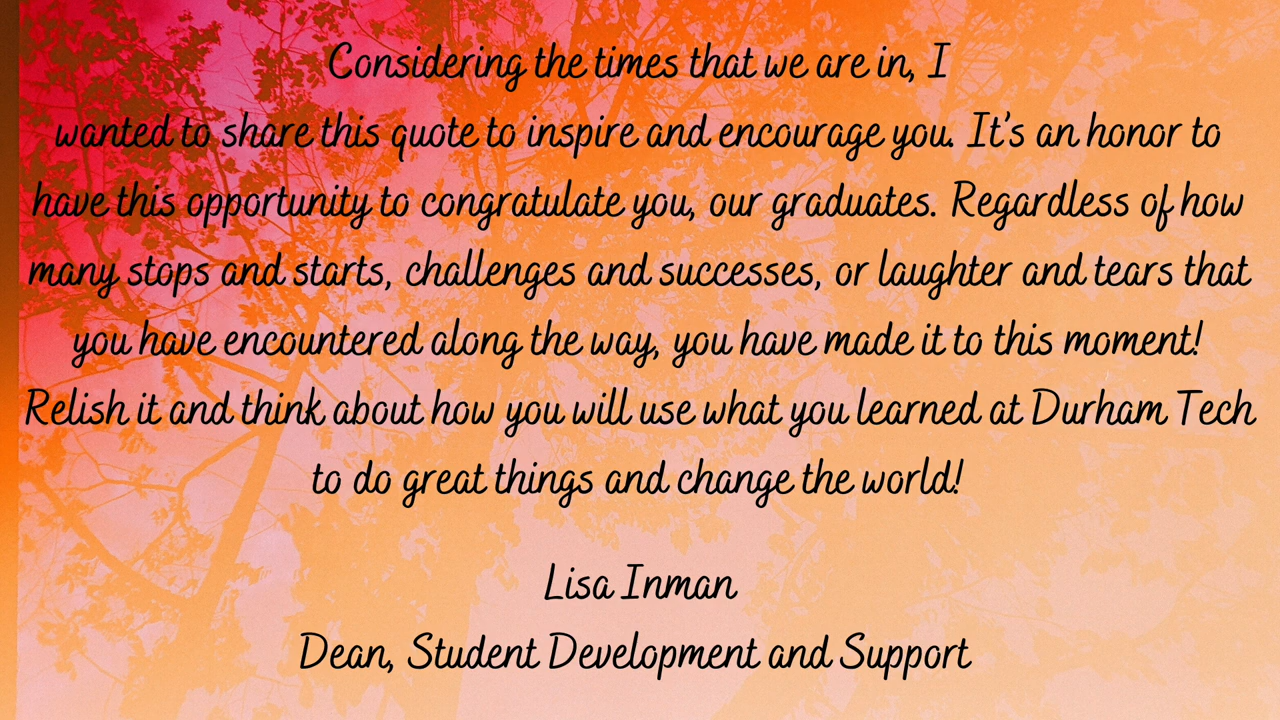 Considering the times that we are in, I
wanted to share this quote to inspire and encourage you. It's an honor to
have this opportunity to congratulate you, our graduates. Regardless of how
many stops and starts, challenges and successes, or laughter and tears that
you have encountered along the way, you have made it to this moment!
Relish it and think about how you will use what you learned at Durham Tech
to do great things and change the world!
Lisa Inman
Dean, Student Development and Support